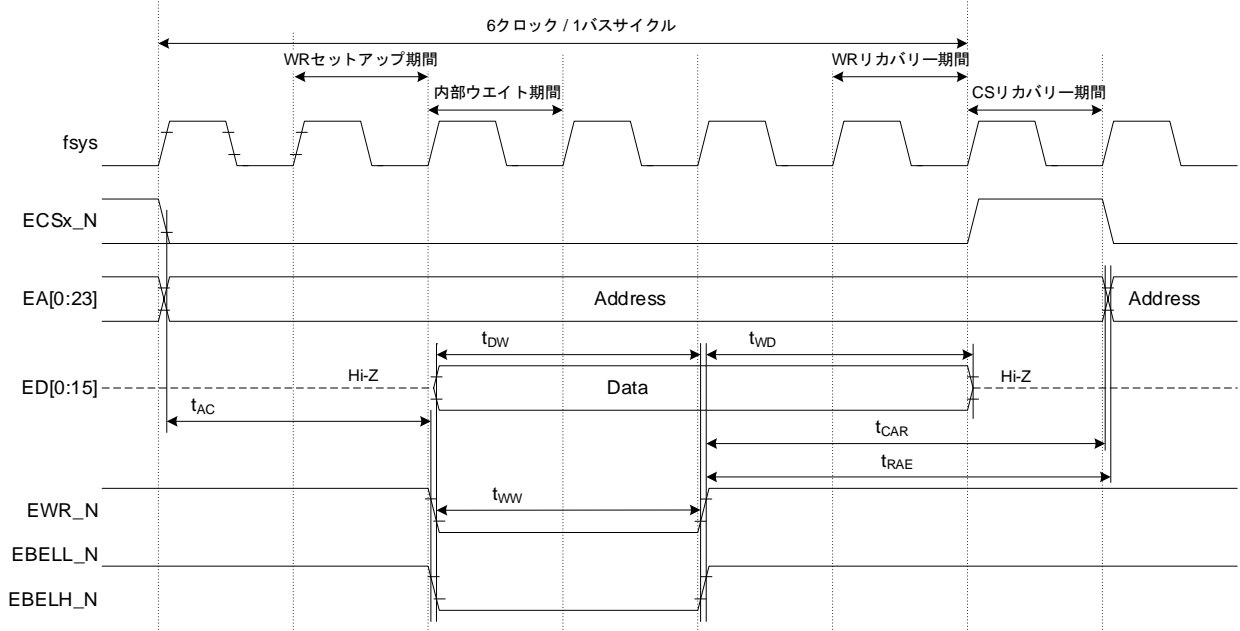 6クロック / 1バスサイクル
WRセットアップ期間
WRリカバリー期間
内部ウエイト期間
CSリカバリー期間
fsys
ECSx_N
EA[0:23]
Address
Address
tDW
tWD
ED[0:15]
Hi-Z
Data
Hi-Z
tAC
tCAR
tRAE
EWR_N
tWW
EBELL_N
EBELH_N